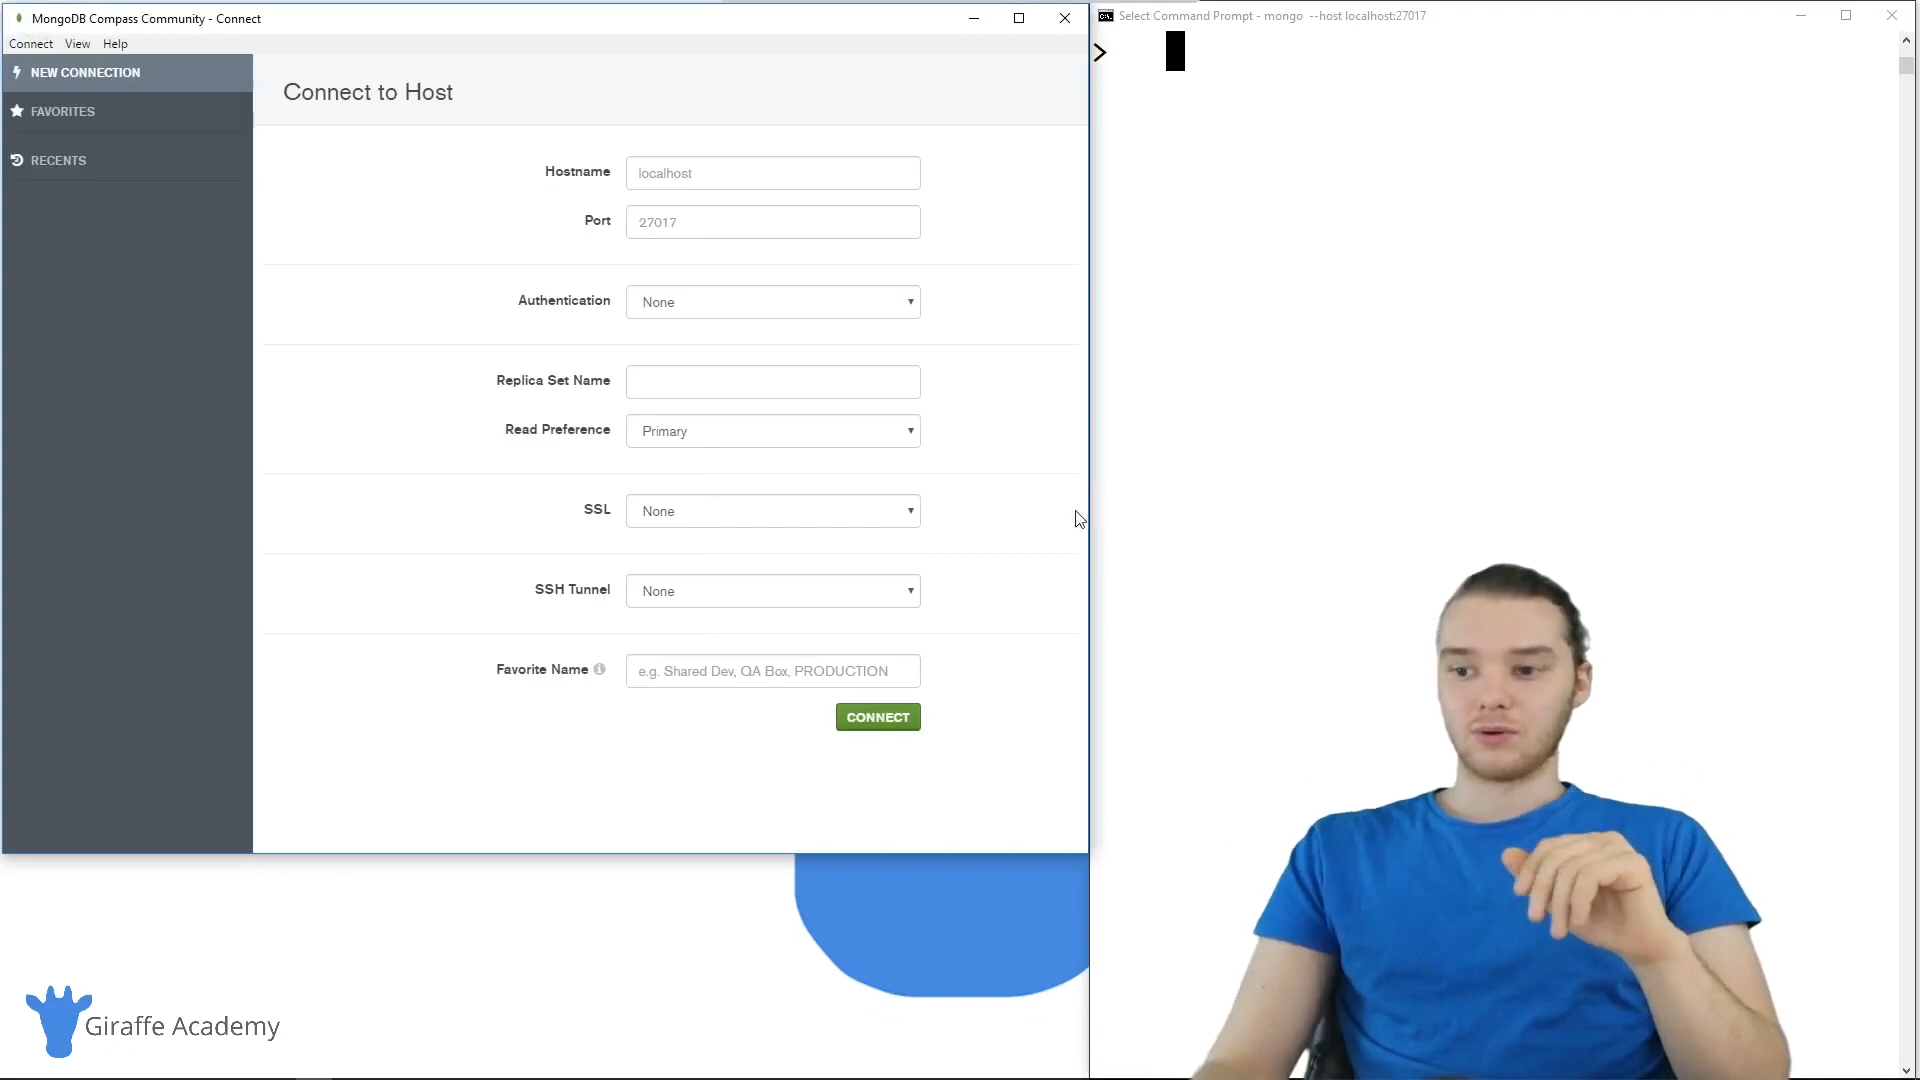 MongoDB Compass Community - Connect
Connect View Help
NEW CONNECTION
FAVORITES
RECENTS
Connect to Host
Hostname localhost
Port 27017
Authentication None
Replica Set Name
Read Preference Primary
SSL None
SSH Tunnel None
Favorite Name e.g. Shared Dev, QA Box, PRODUCTION
CONNECT
Giraffe Academy
Select Command Prompt - mongo --host localhost:27017
>